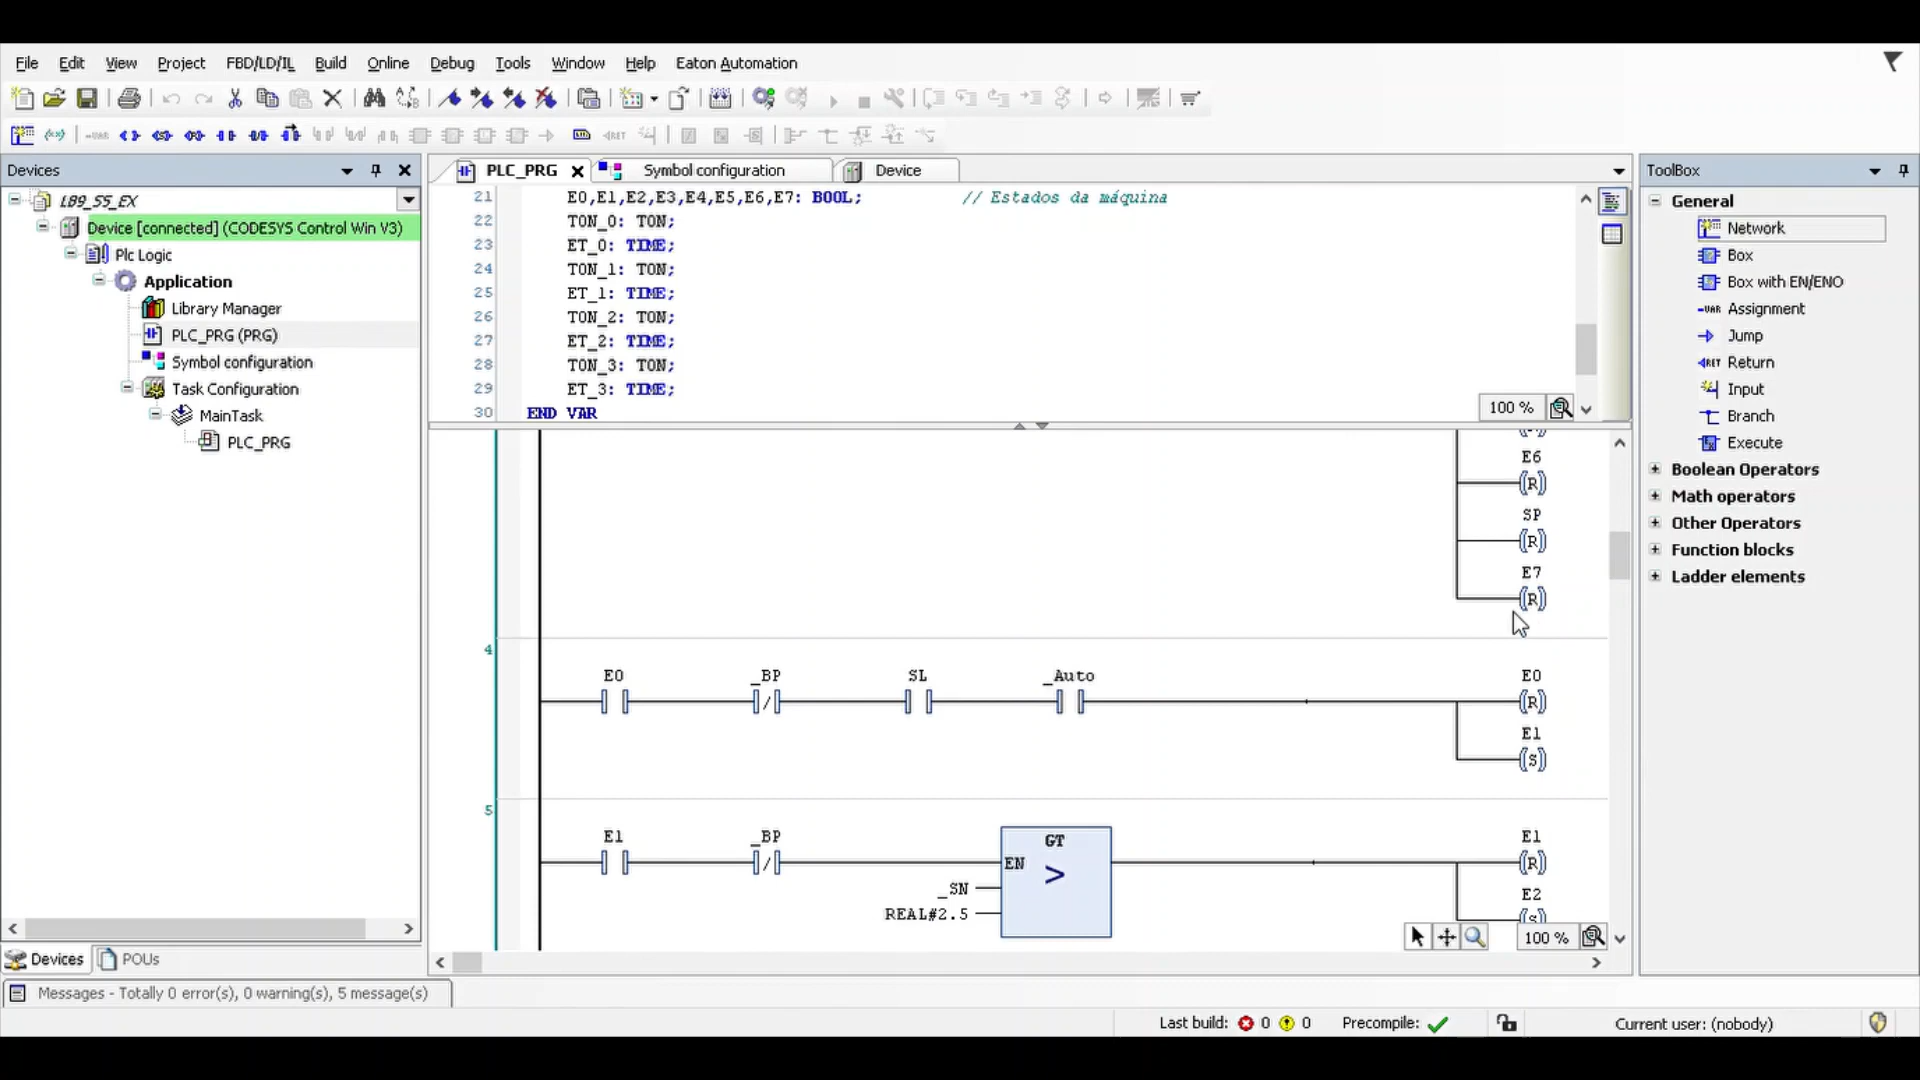 File Edit View Project FBD/LD/IL Build Online Debug Tools Window Help Eaton Automation
Devices
L89_S5_EX
Device [connected] (CODESYS Control Win V3)
Plc Logic
Application
Library Manager
PLC_PRG (PRG)
Symbol configuration
Task Configuration
MainTask
PLC_PRG
Devices POUs
PLC_PRG Symbol configuration Device
21 E0,E1,E2,E3,E4,E5,E6,E7: BOOL; // Estados da máquina
22 TON_0: TON;
23 ET_0: TIME;
24 TON_1: TON;
25 ET_1: TIME;
26 TON_2: TON;
27 ET_2: TIME;
28 TON_3: TON;
29 ET_3: TIME;
30 END_VAR
100 %
E6
(R)
SP
(R)
E7
(R)
4
E0 _BP SL _Auto E0
/ (R)
E1
(S)
5
E1 _BP GT E1
/ EN > (R)
_SN E2
REAL#2.5 (S)
100 %
ToolBox
General
Network
Box
Box with EN/ENO
Assignment
Jump
Return
Input
Branch
Execute
Boolean Operators
Math operators
Other Operators
Function blocks
Ladder elements
Messages - Totally 0 error(s), 0 warning(s), 5 message(s)
Last build: 0 0 Precompile: Current user: (nobody)